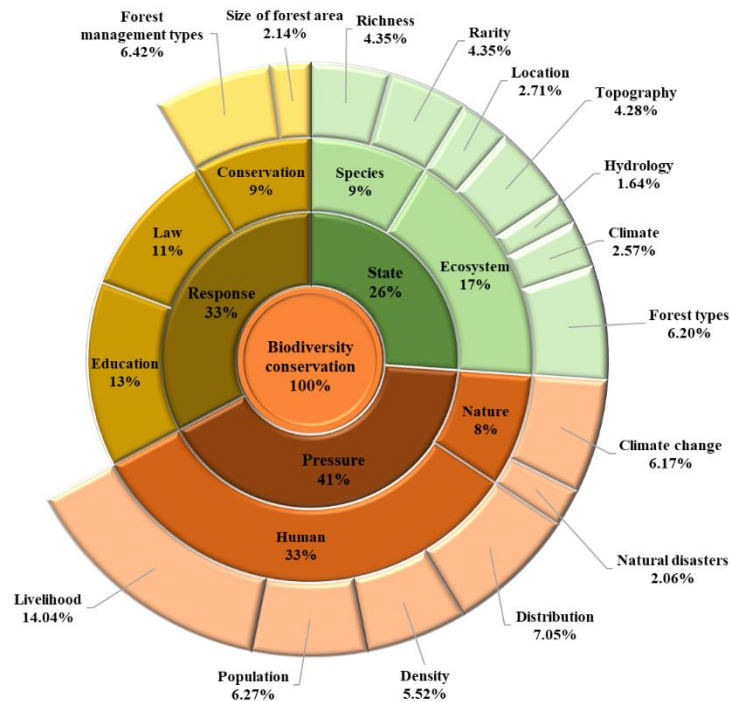 Forest
management types
6.42%
Size of forest area
2.14%
Richness
4.35%
Rarity
4.35%
Location
2.71%
Topography
4.28%
Hydrology
1.64%
Climate
2.57%
Forest types
6.20%
Conservation
9%
Species
9%
Law
11%
Ecosystem
17%
State
26%
Response
33%
Education
13%
Biodiversity
conservation
100%
Nature
8%
Climate change
6.17%
Pressure
41%
Human
33%
Natural disasters
2.06%
Livelihood
14.04%
Distribution
7.05%
Population
6.27%
Density
5.52%